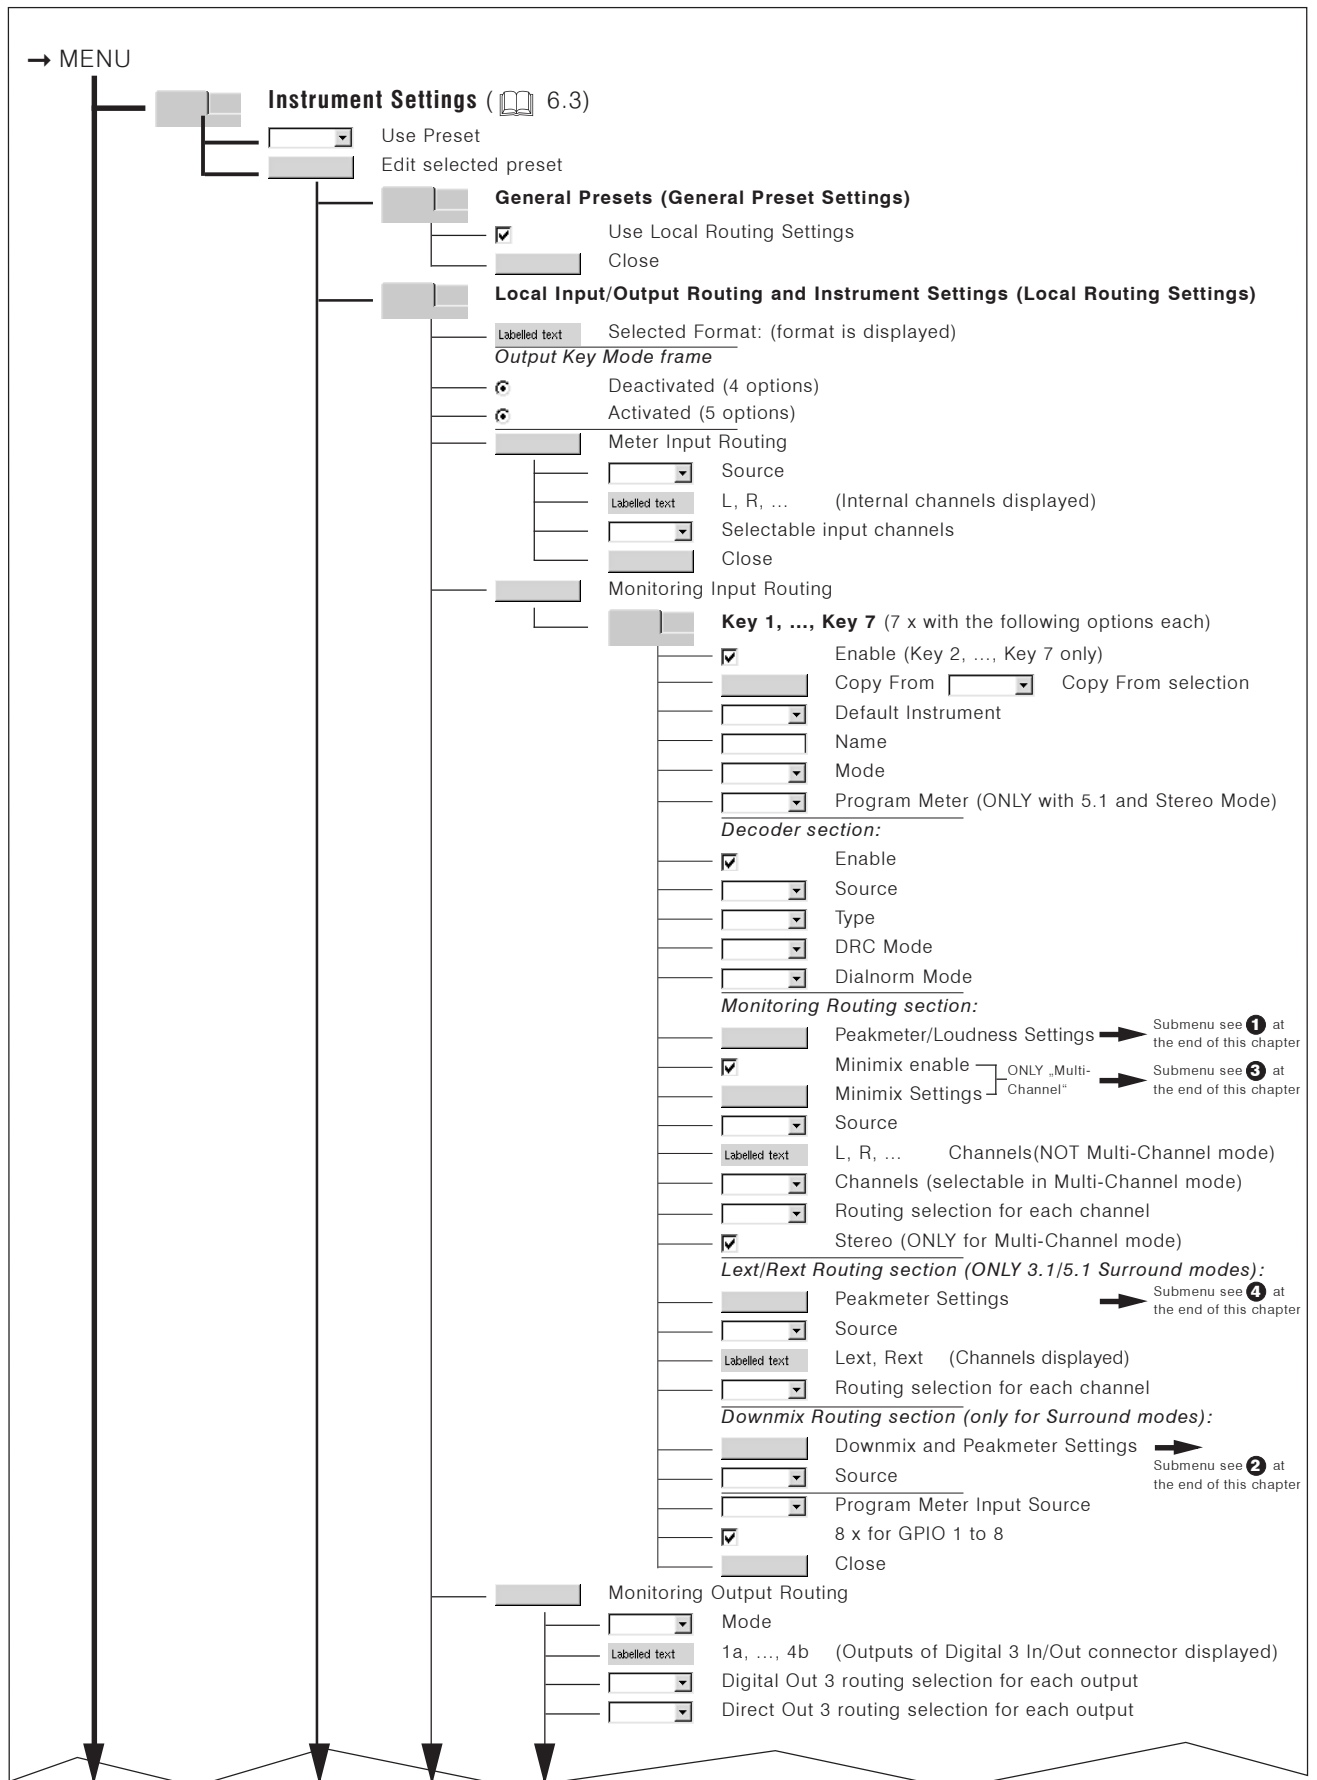 → MENU
Instrument Settings ( 6.3)
Use Preset
Edit selected preset
General Presets (General Preset Settings)
Use Local Routing Settings
Close
Local Input/Output Routing and Instrument Settings (Local Routing Settings)
Labelled text Selected Format: (format is displayed)
Output Key Mode frame
Deactivated (4 options)
Activated (5 options)
Meter Input Routing
Source
Labelled text L, R, ... (Internal channels displayed)
Selectable input channels
Close
Monitoring Input Routing
Key 1, ..., Key 7 (7 x with the following options each)
Enable (Key 2, ..., Key 7 only)
Copy From Copy From selection
Default Instrument
Name
Mode
Program Meter (ONLY with 5.1 and Stereo Mode)
Decoder section:
Enable
Source
Type
DRC Mode
Dialnorm Mode
Monitoring Routing section:
Peakmeter/Loudness Settings Submenu see 1 at
the end of this chapter
Minimix enable ONLY „Multi- Submenu see 3 at
Minimix Settings Channel“ the end of this chapter
Source
Labelled text L, R, ... Channels(NOT Multi-Channel mode)
Channels (selectable in Multi-Channel mode)
Routing selection for each channel
Stereo (ONLY for Multi-Channel mode)
Lext/Rext Routing section (ONLY 3.1/5.1 Surround modes):
Peakmeter Settings Submenu see 4 at
the end of this chapter
Source
Labelled text Lext, Rext (Channels displayed)
Routing selection for each channel
Downmix Routing section (only for Surround modes):
Downmix and Peakmeter Settings
Submenu see 2 at
Source the end of this chapter
Program Meter Input Source
8 x for GPIO 1 to 8
Close
Monitoring Output Routing
Mode
Labelled text 1a, ..., 4b (Outputs of Digital 3 In/Out connector displayed)
Digital Out 3 routing selection for each output
Direct Out 3 routing selection for each output